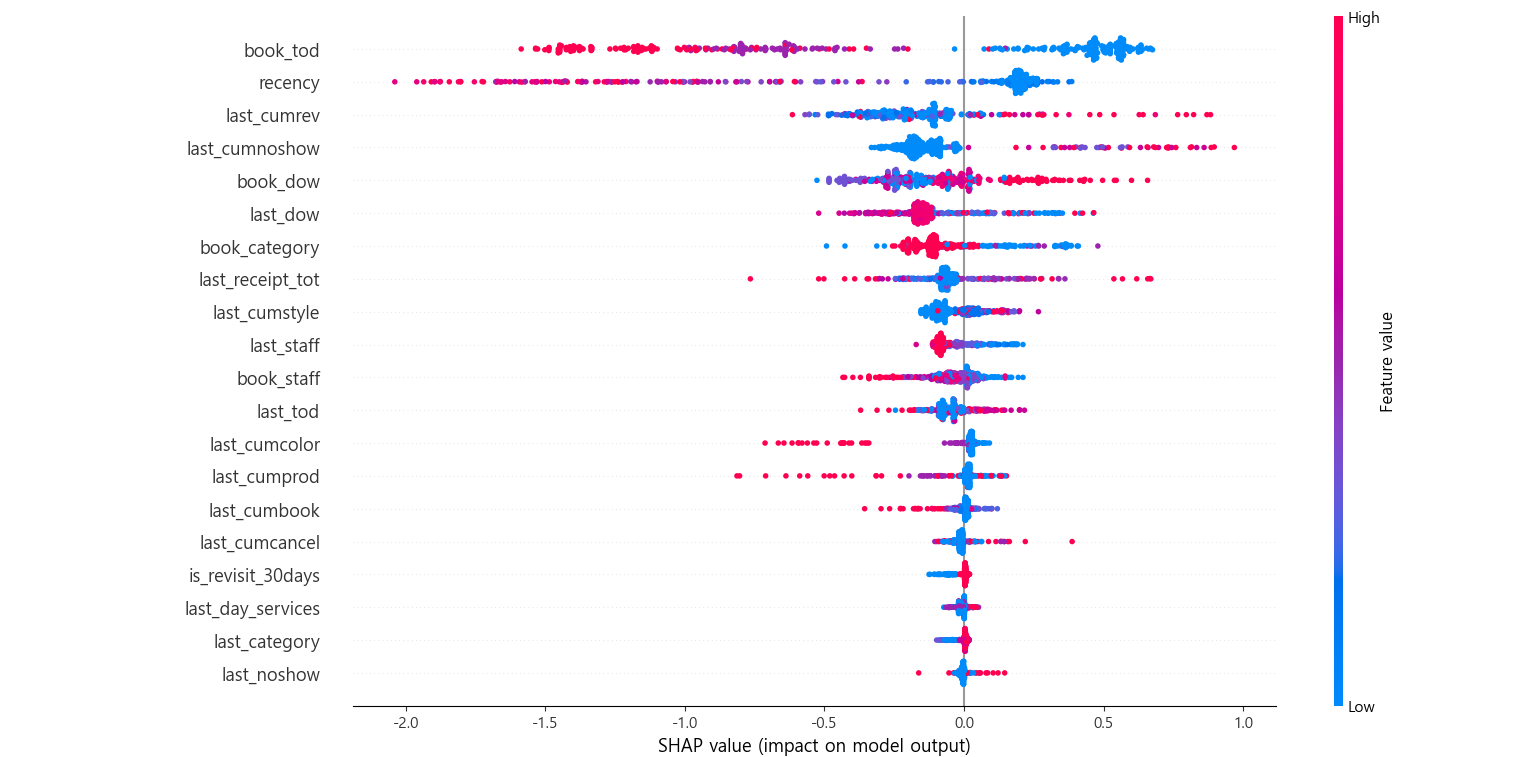 High
book_tod
recency
last_cumrev
last_cumnoshow
book_dow
last_dow
book_category
last_receipt_tot
last_cumstyle
last_staff
book_staff
last_tod
last_cumcolor
last_cumprod
last_cumbook
last_cumcancel
is_revisit_30days
last_day_services
last_category
last_noshow
Feature value
Low
-2.0 -1.5 -1.0 -0.5 0.0 0.5 1.0
SHAP value (impact on model output)